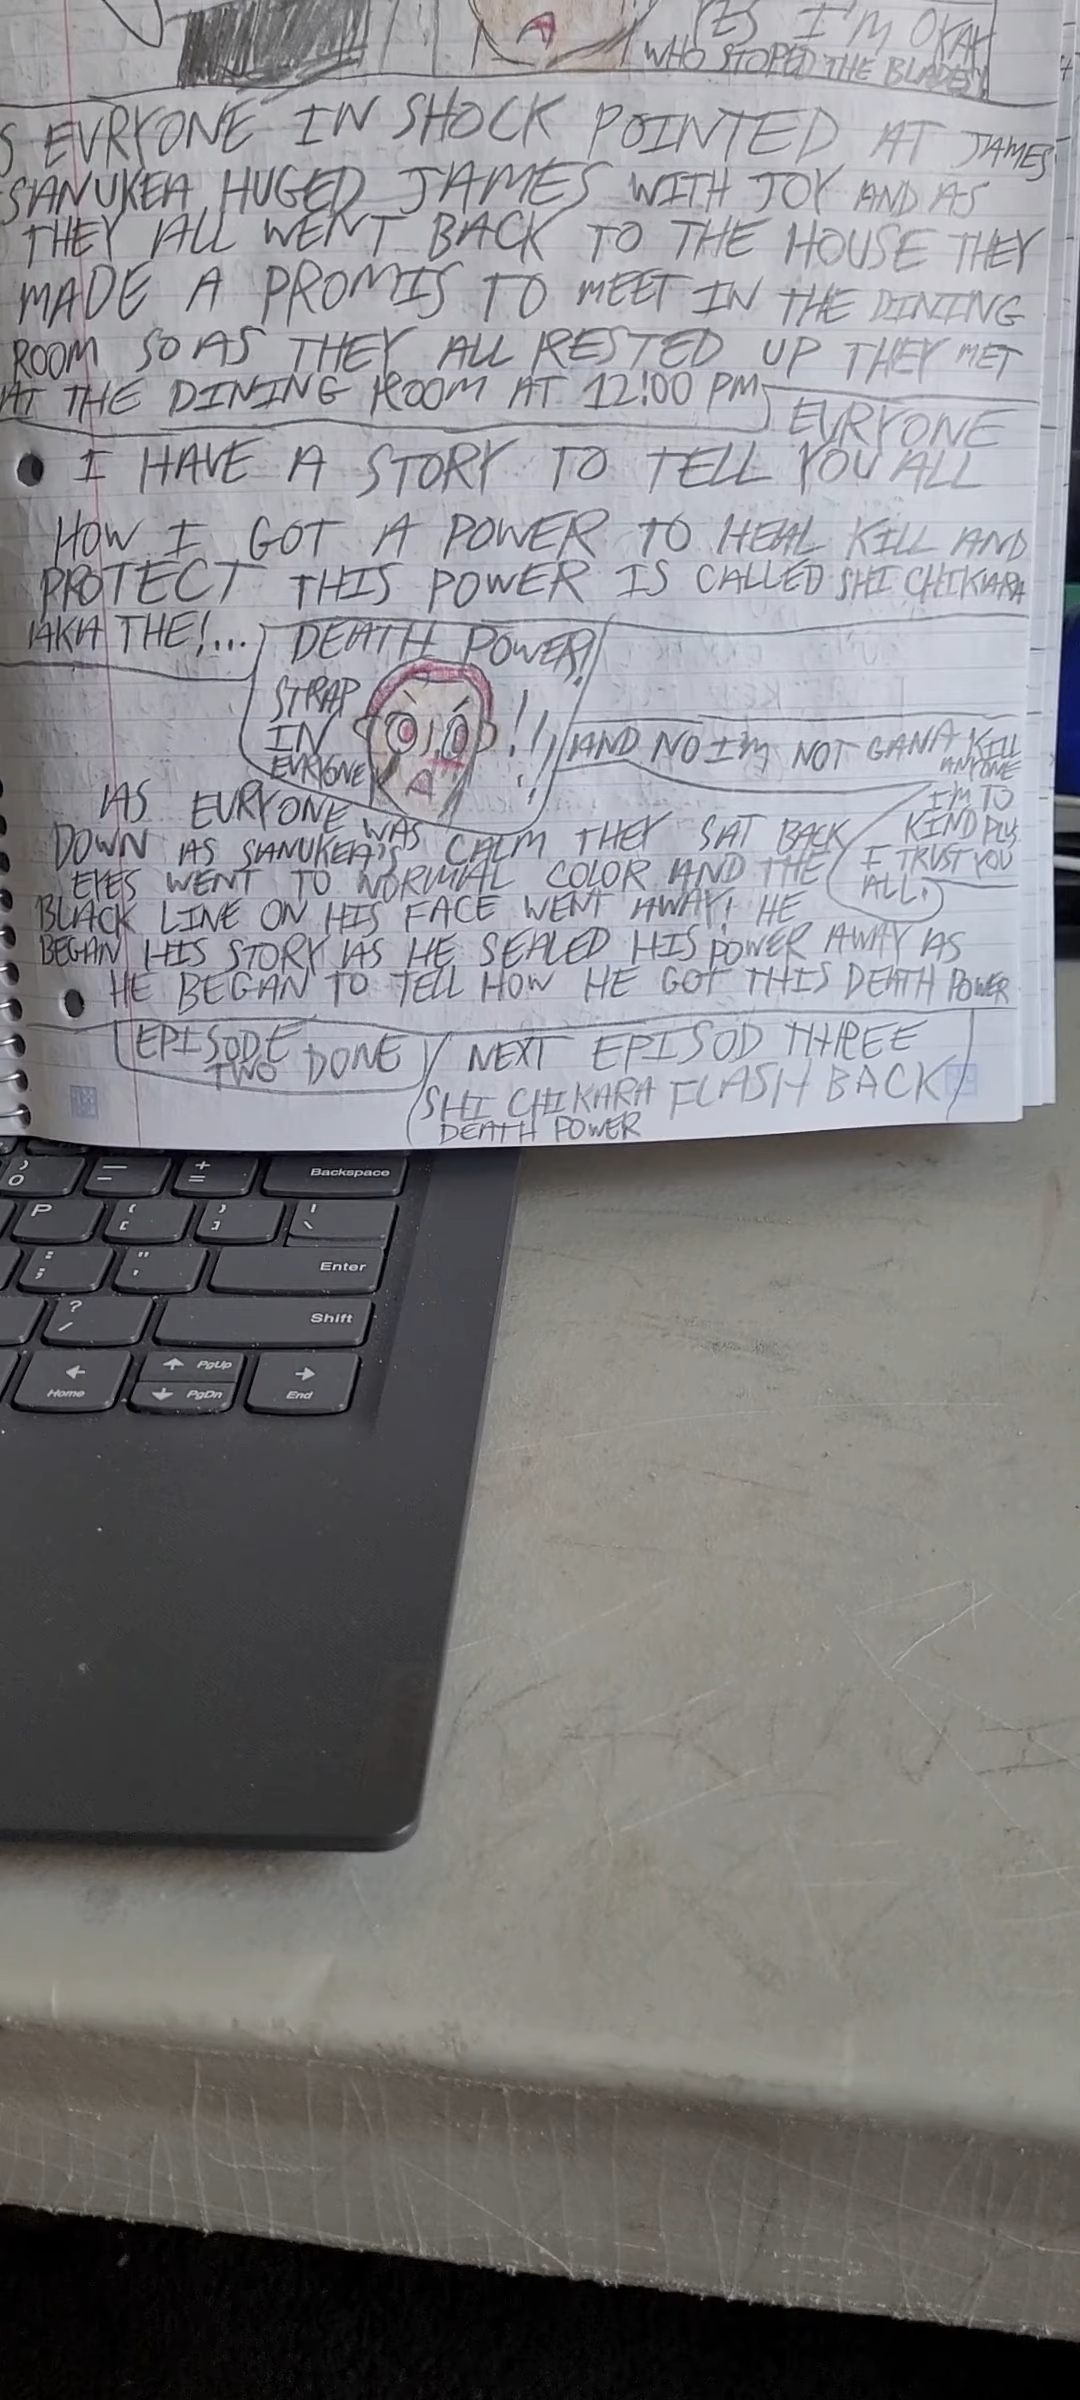 YES I'M OKAY
WHO STOPED THE BLADES!
S EVRYONE IN SHOCK POINTED AT JAMES
SANUKEA HUGED JAMES WITH JOY AND AS
THEY ALL WENT BACK TO THE HOUSE THEY
MADE A PROMIS TO MEET IN THE DINING
ROOM SO AS THEY ALL RESTED UP THEY MET
AT THE DINING ROOM AT 12:00 PM
EVRYONE
I HAVE A STORY TO TELL YOU ALL
HOW I GOT A POWER TO HEAL KILL AND
PROTECT THIS POWER IS CALLED SHI CHIKARA
AKA THE!...
DEATH POWER!
STRAP
IN
EVRYONE
!!!
AND NO I'M NOT GANA KILL
ANYONE
I'M TO
KIND PLUS
I TRUST YOU
ALL!
AS EVRYONE WAS CALM THEY SAT BACK
DOWN AS SANUKEA'S
EYES WENT TO NORMAL COLOR AND THE
BLACK LINE ON HIS FACE WENT AWAY! HE
BEGAN HIS STORY AS HE SEALED HIS POWER AWAY AS
HE BEGAN TO TELL HOW HE GOT THIS DEATH POWER
EPISODE
TWO DONE
NEXT EPISOD THREE
SHI CHIKARA FLASH BACK
DEATH POWER
) 0
_ -
+ =
Backspace
P
{ [
} ]
| \
: ;
" '
Enter
? /
Shift
Home
PgUp
PgDn
End